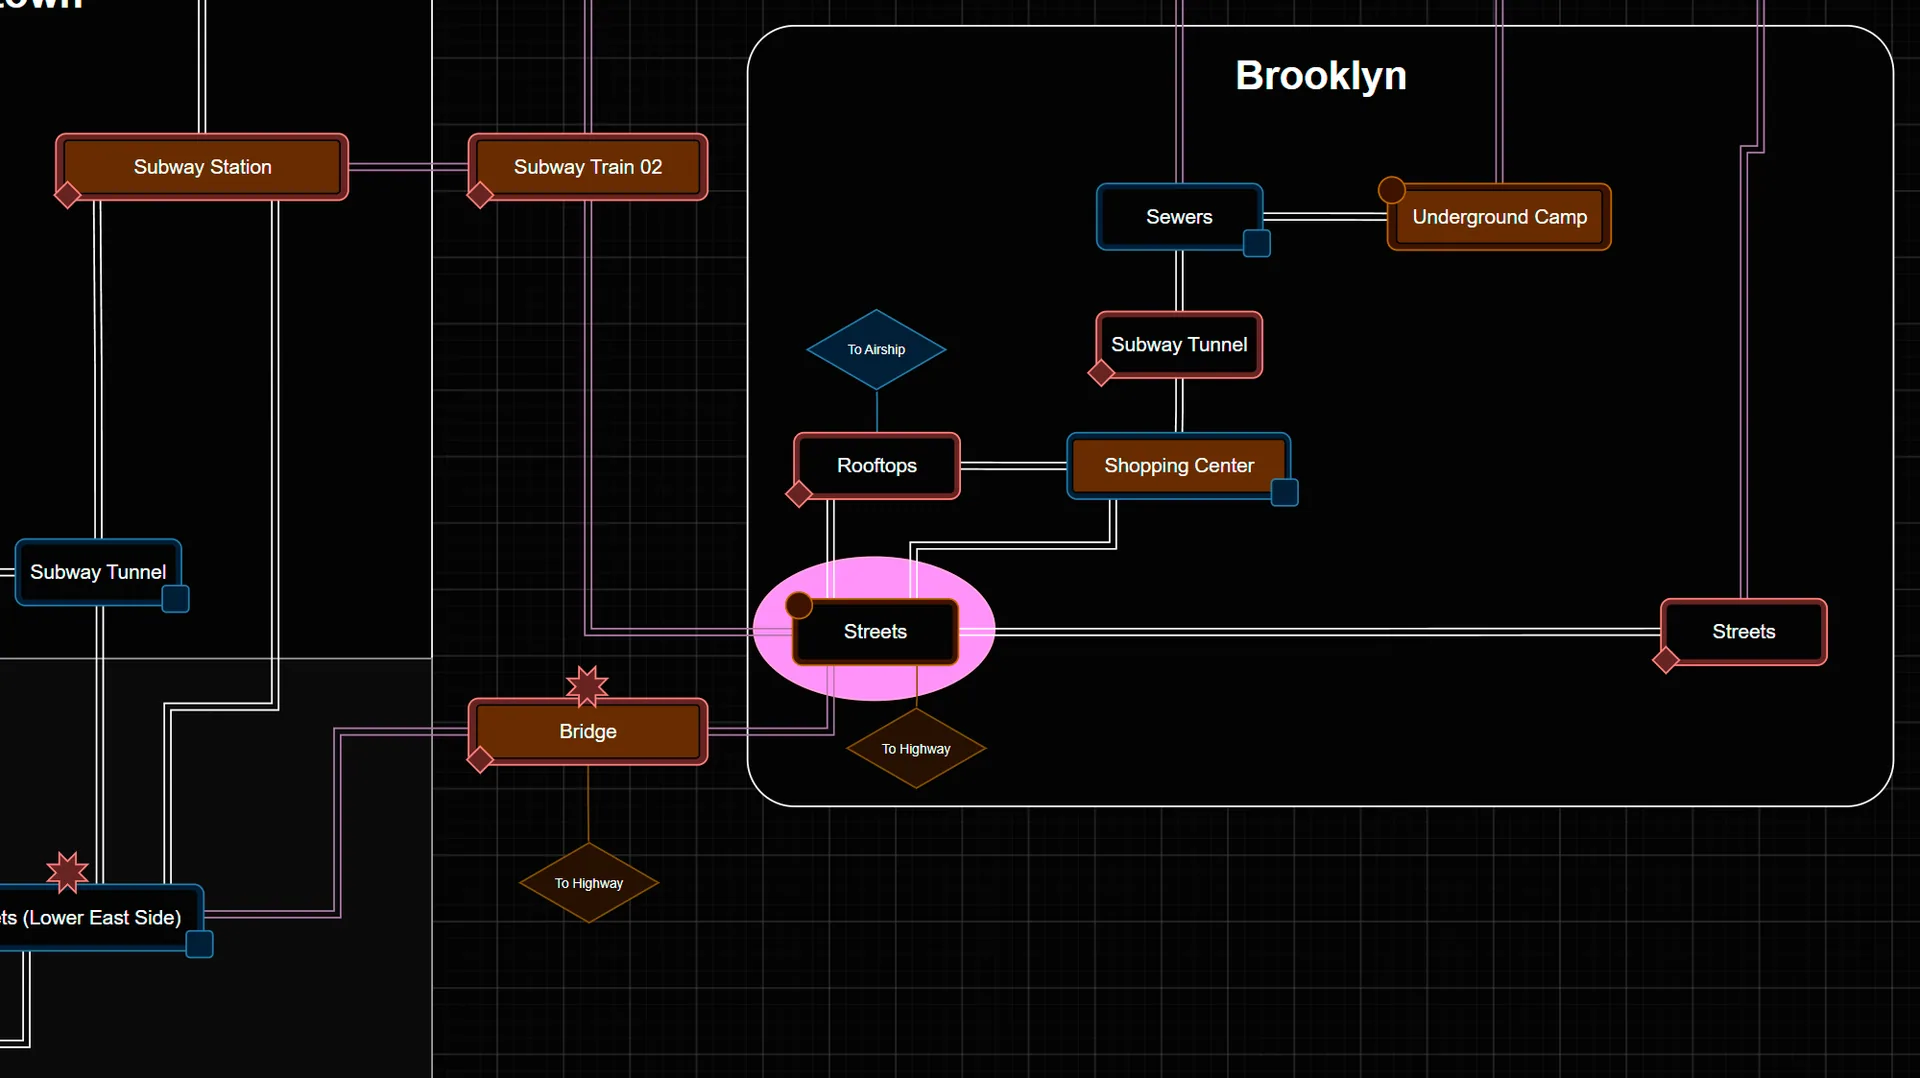 Brooklyn
Subway Station
Subway Train 02
Sewers
Underground Camp
To Airship
Subway Tunnel
Rooftops
Shopping Center
Subway Tunnel
Streets
Streets
Bridge
To Highway
To Highway
(Lower East Side)